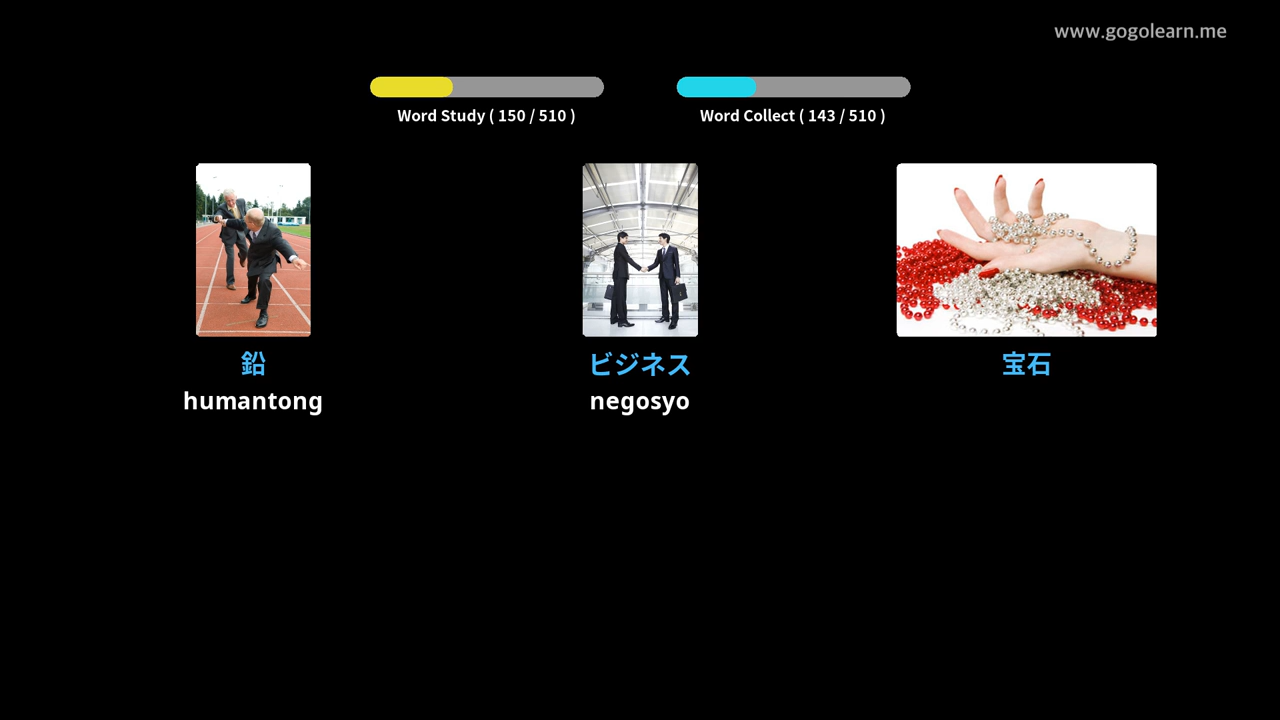 www.gogolearn.me
Word Study ( 150 / 510 )
Word Collect ( 143 / 510 )
鉛
humantong
ビジネス
negosyo
宝石